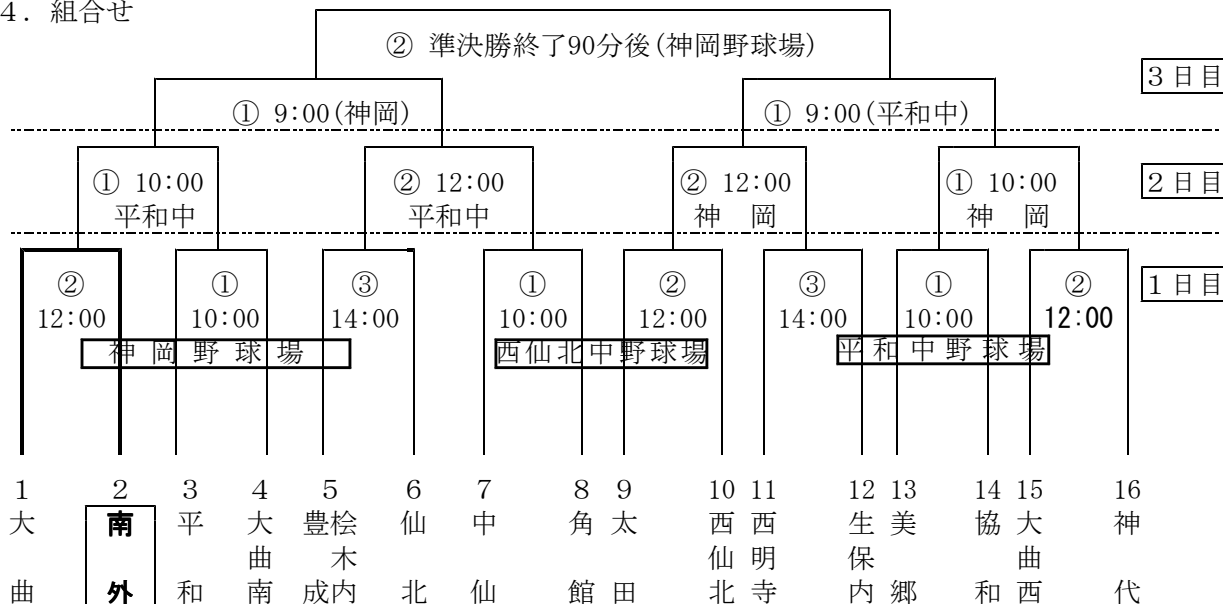 4．組合せ
② 準決勝終了90分後(神岡野球場)
3日目
① 9:00(神岡)
① 9:00(平和中)
① 10:00
② 12:00
② 12:00
① 10:00
2日目
平和中
平和中
神　岡
神　岡
②
①
③
①
②
③
①
②
1日目
12:00
10:00
14:00
10:00
12:00
14:00
10:00
12:00
神岡野球場
西仙北中野球場
平和中野球場
1 2 3 4 5 6 7 8 9 10 11 12 13 14 15 16
大曲
南外
平和
大曲南
豊成
桧木内
仙北
中仙
角館
太田
西仙北
西明寺
生保内
美郷
協和
大曲西
神代